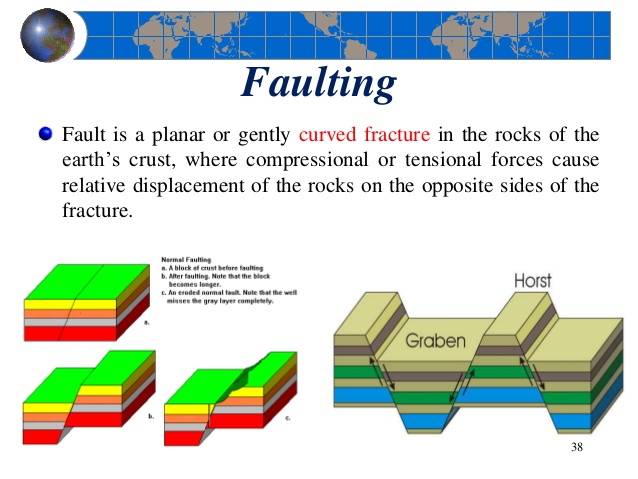 Faulting
Fault is a planar or gently curved fracture in the rocks of the
earth's crust, where compressional or tensional forces cause
relative displacement of the rocks on the opposite sides of the
fracture.
Normal Faulting
a. A block of crust before faulting
b. After faulting. Note that the block
becomes longer.
c. An eroded normal fault. Note that the well
misses the gray layer completely.
a.
b.
c.
Horst
Graben
38